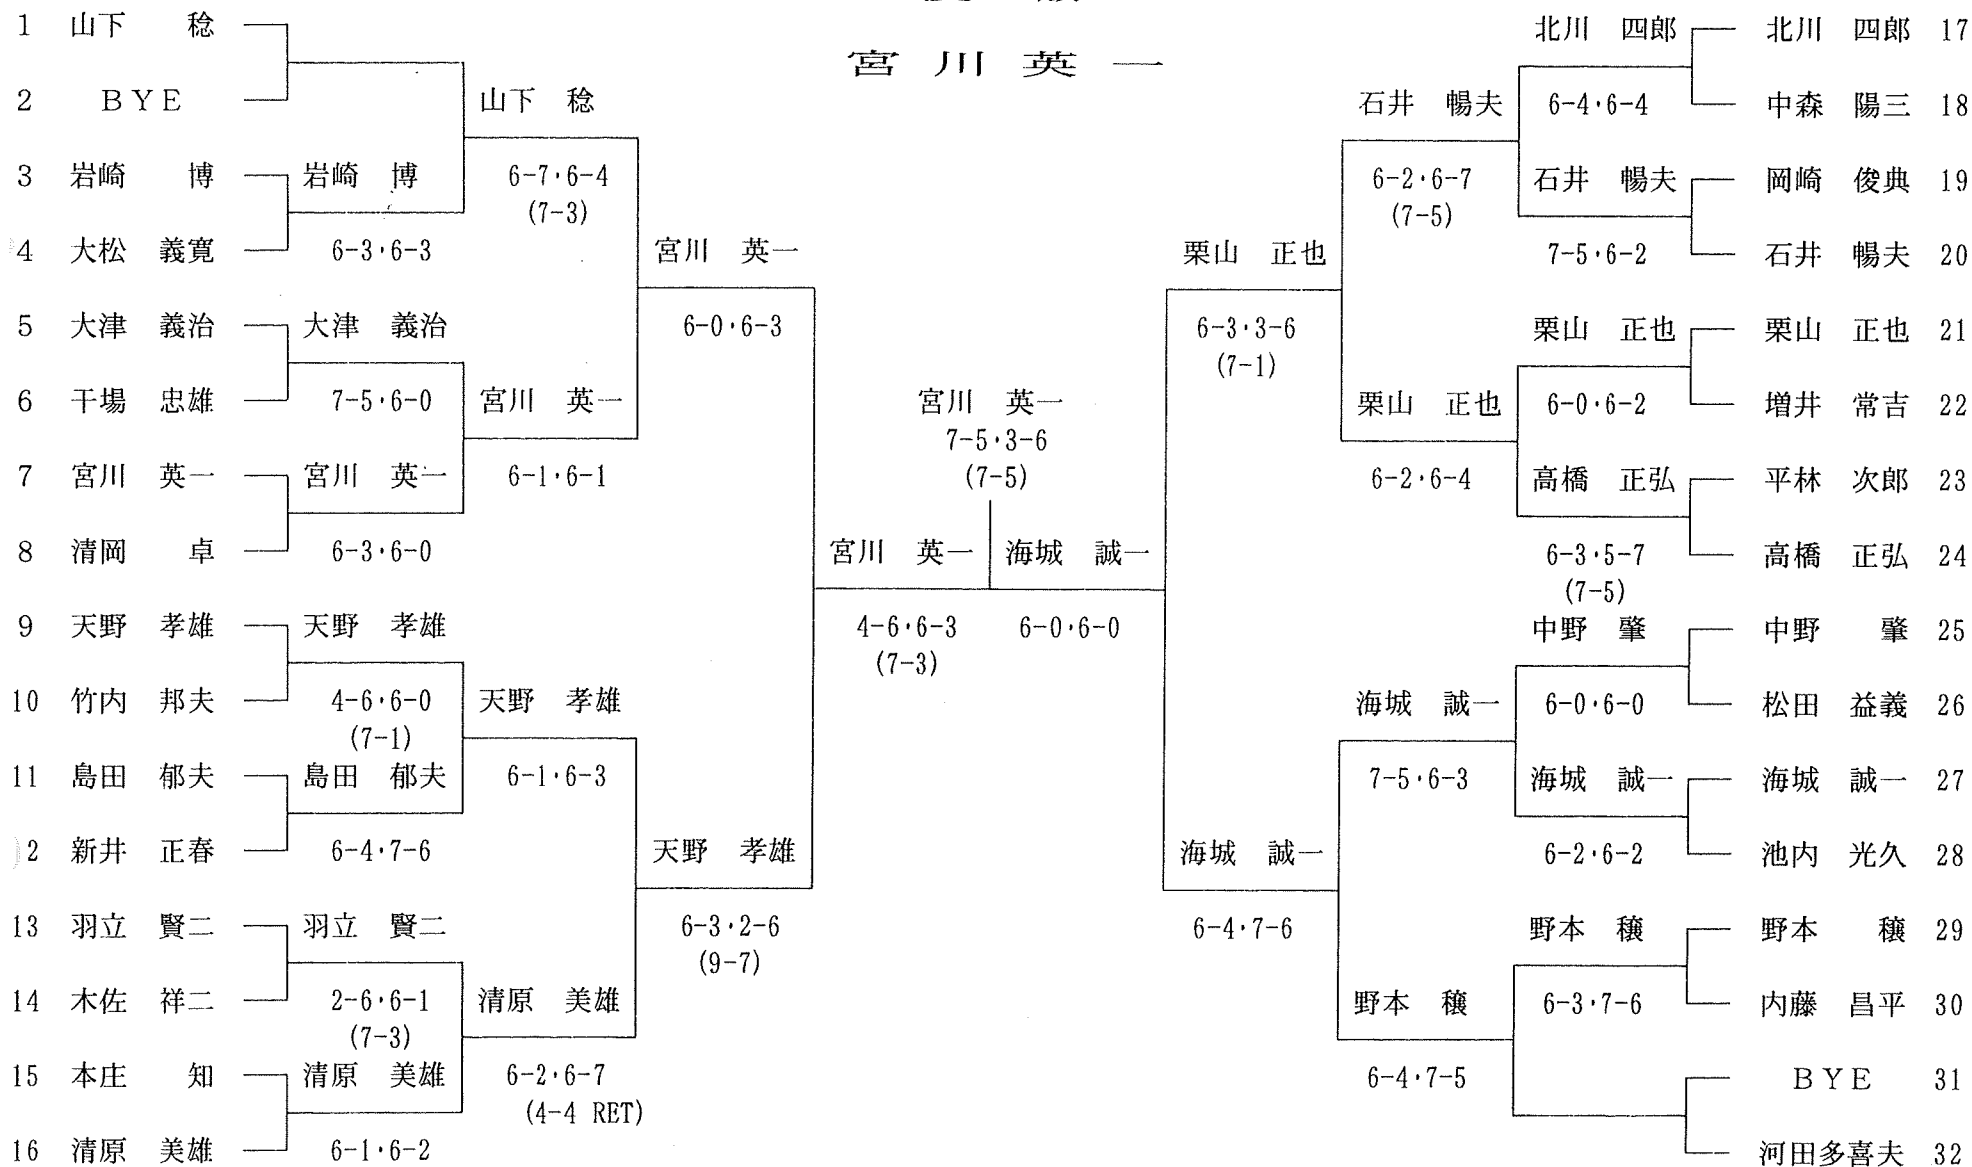 宮川英一
1 山下 稔
2 BYE
3 岩崎 博
4 大松 義寛
5 大津 義治
6 干場 忠雄
7 宮川 英一
8 清岡 卓
9 天野 孝雄
10 竹内 邦夫
11 島田 郁夫
2 新井 正春
13 羽立 賢二
14 木佐 祥二
15 本庄 知
16 清原 美雄
岩崎 博
6-3・6-3
大津 義治
7-5・6-0
宮川 英一
6-3・6-0
天野 孝雄
4-6・6-0
(7-1)
島田 郁夫
6-4・7-6
羽立 賢二
2-6・6-1
(7-3)
清原 美雄
6-1・6-2
山下 稔
6-7・6-4
(7-3)
宮川 英一
6-1・6-1
天野 孝雄
6-1・6-3
清原 美雄
6-2・6-7
(4-4 RET)
宮川 英一
6-0・6-3
天野 孝雄
6-3・2-6
(9-7)
宮川 英一
4-6・6-3
(7-3)
宮川 英一
7-5・3-6
(7-5)
海城 誠一
6-0・6-0
栗山 正也
6-3・3-6
(7-1)
海城 誠一
6-4・7-6
石井 暢夫
6-2・6-7
(7-5)
栗山 正也
6-2・6-4
海城 誠一
7-5・6-3
野本 穣
6-4・7-5
北川 四郎
6-4・6-4
石井 暢夫
7-5・6-2
栗山 正也
6-0・6-2
高橋 正弘
6-3・5-7
(7-5)
中野 肇
6-0・6-0
海城 誠一
6-2・6-2
野本 穣
6-3・7-6
北川 四郎 17
中森 陽三 18
岡崎 俊典 19
石井 暢夫 20
栗山 正也 21
増井 常吉 22
平林 次郎 23
高橋 正弘 24
中野 肇 25
松田 益義 26
海城 誠一 27
池内 光久 28
野本 穣 29
内藤 昌平 30
BYE 31
河田多喜夫 32